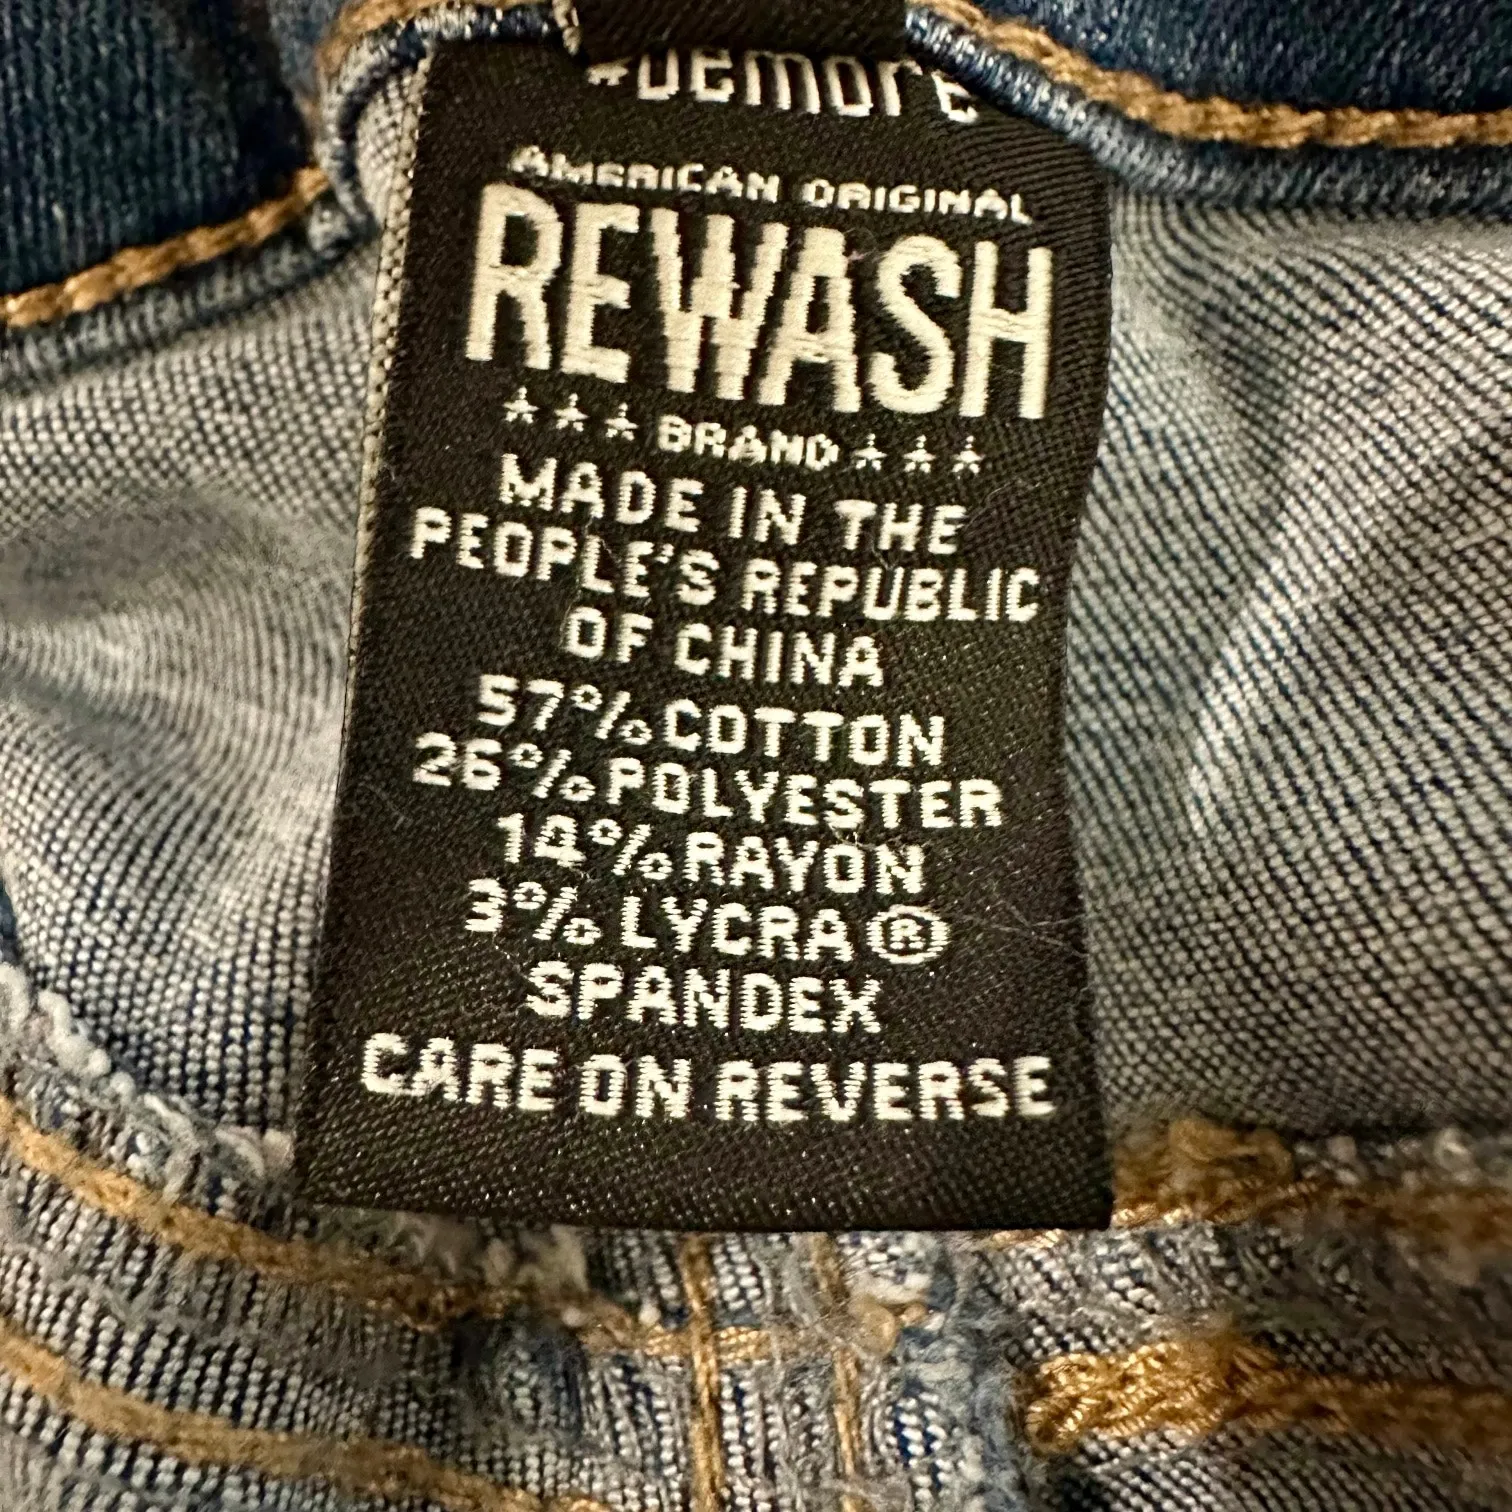 #bemore
AMERICAN ORIGINAL
REWASH
★★★ BRAND ★★★
MADE IN THE
PEOPLE'S REPUBLIC
OF CHINA
57% COTTON
26% POLYESTER
14% RAYON
3% LYCRA®
SPANDEX
CARE ON REVERSE